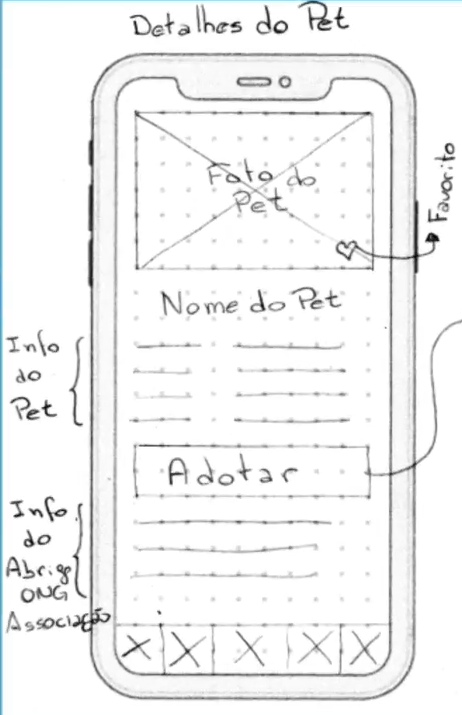 Detalhes do Pet
Foto do
Pet
Favorito
Nome do Pet
Info
do
Pet
Adotar
Info
do
Abrigo
ONG
Associação